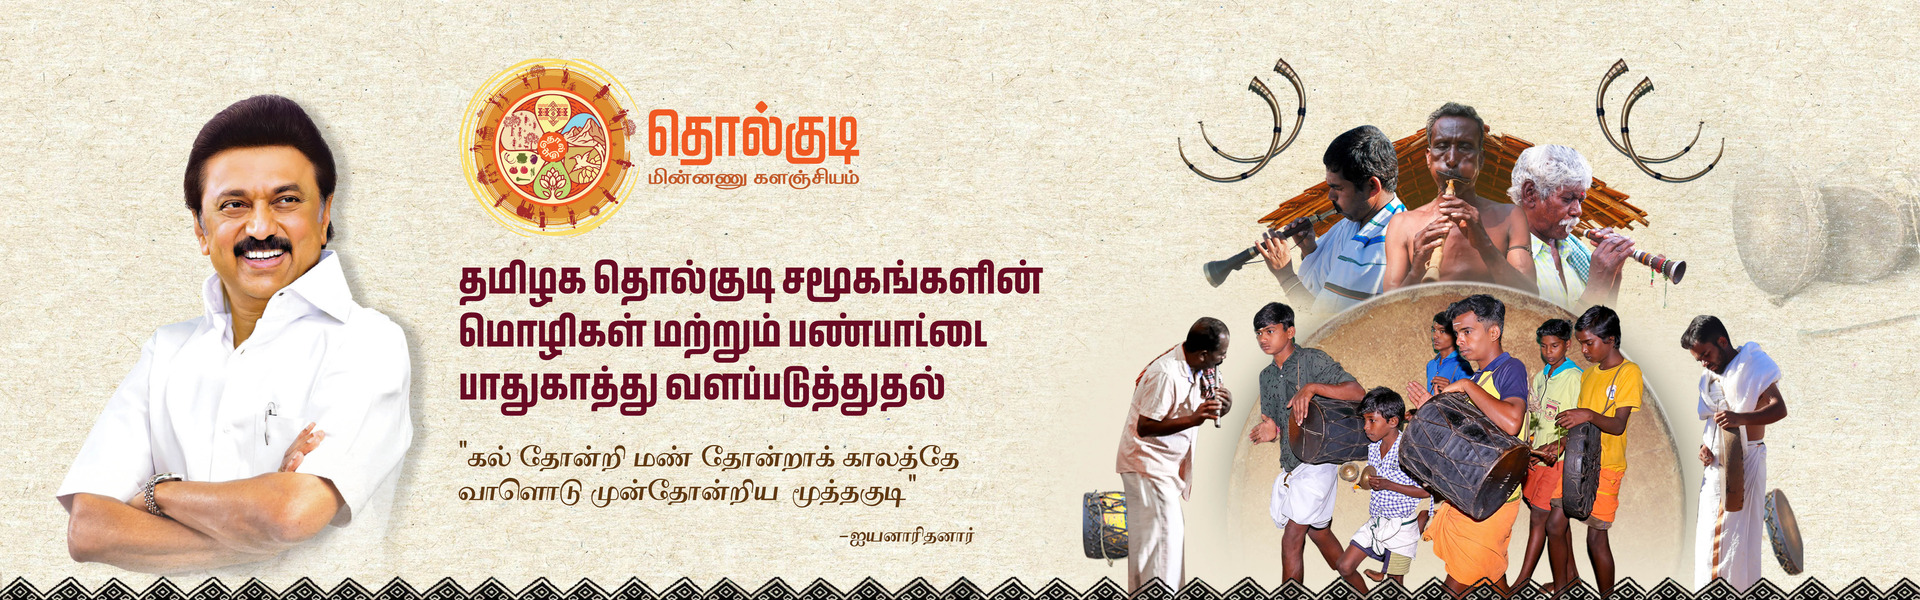 தொல்குடி
மின்னணு களஞ்சியம்
தமிழக தொல்குடி சமூகங்களின்
மொழிகள் மற்றும் பண்பாட்டை
பாதுகாத்து வளப்படுத்துதல்
"கல் தோன்றி மண் தோன்றாக் காலத்தே
வாளொடு முன்தோன்றிய மூத்தகுடி"
-ஐயனாரிதனார்